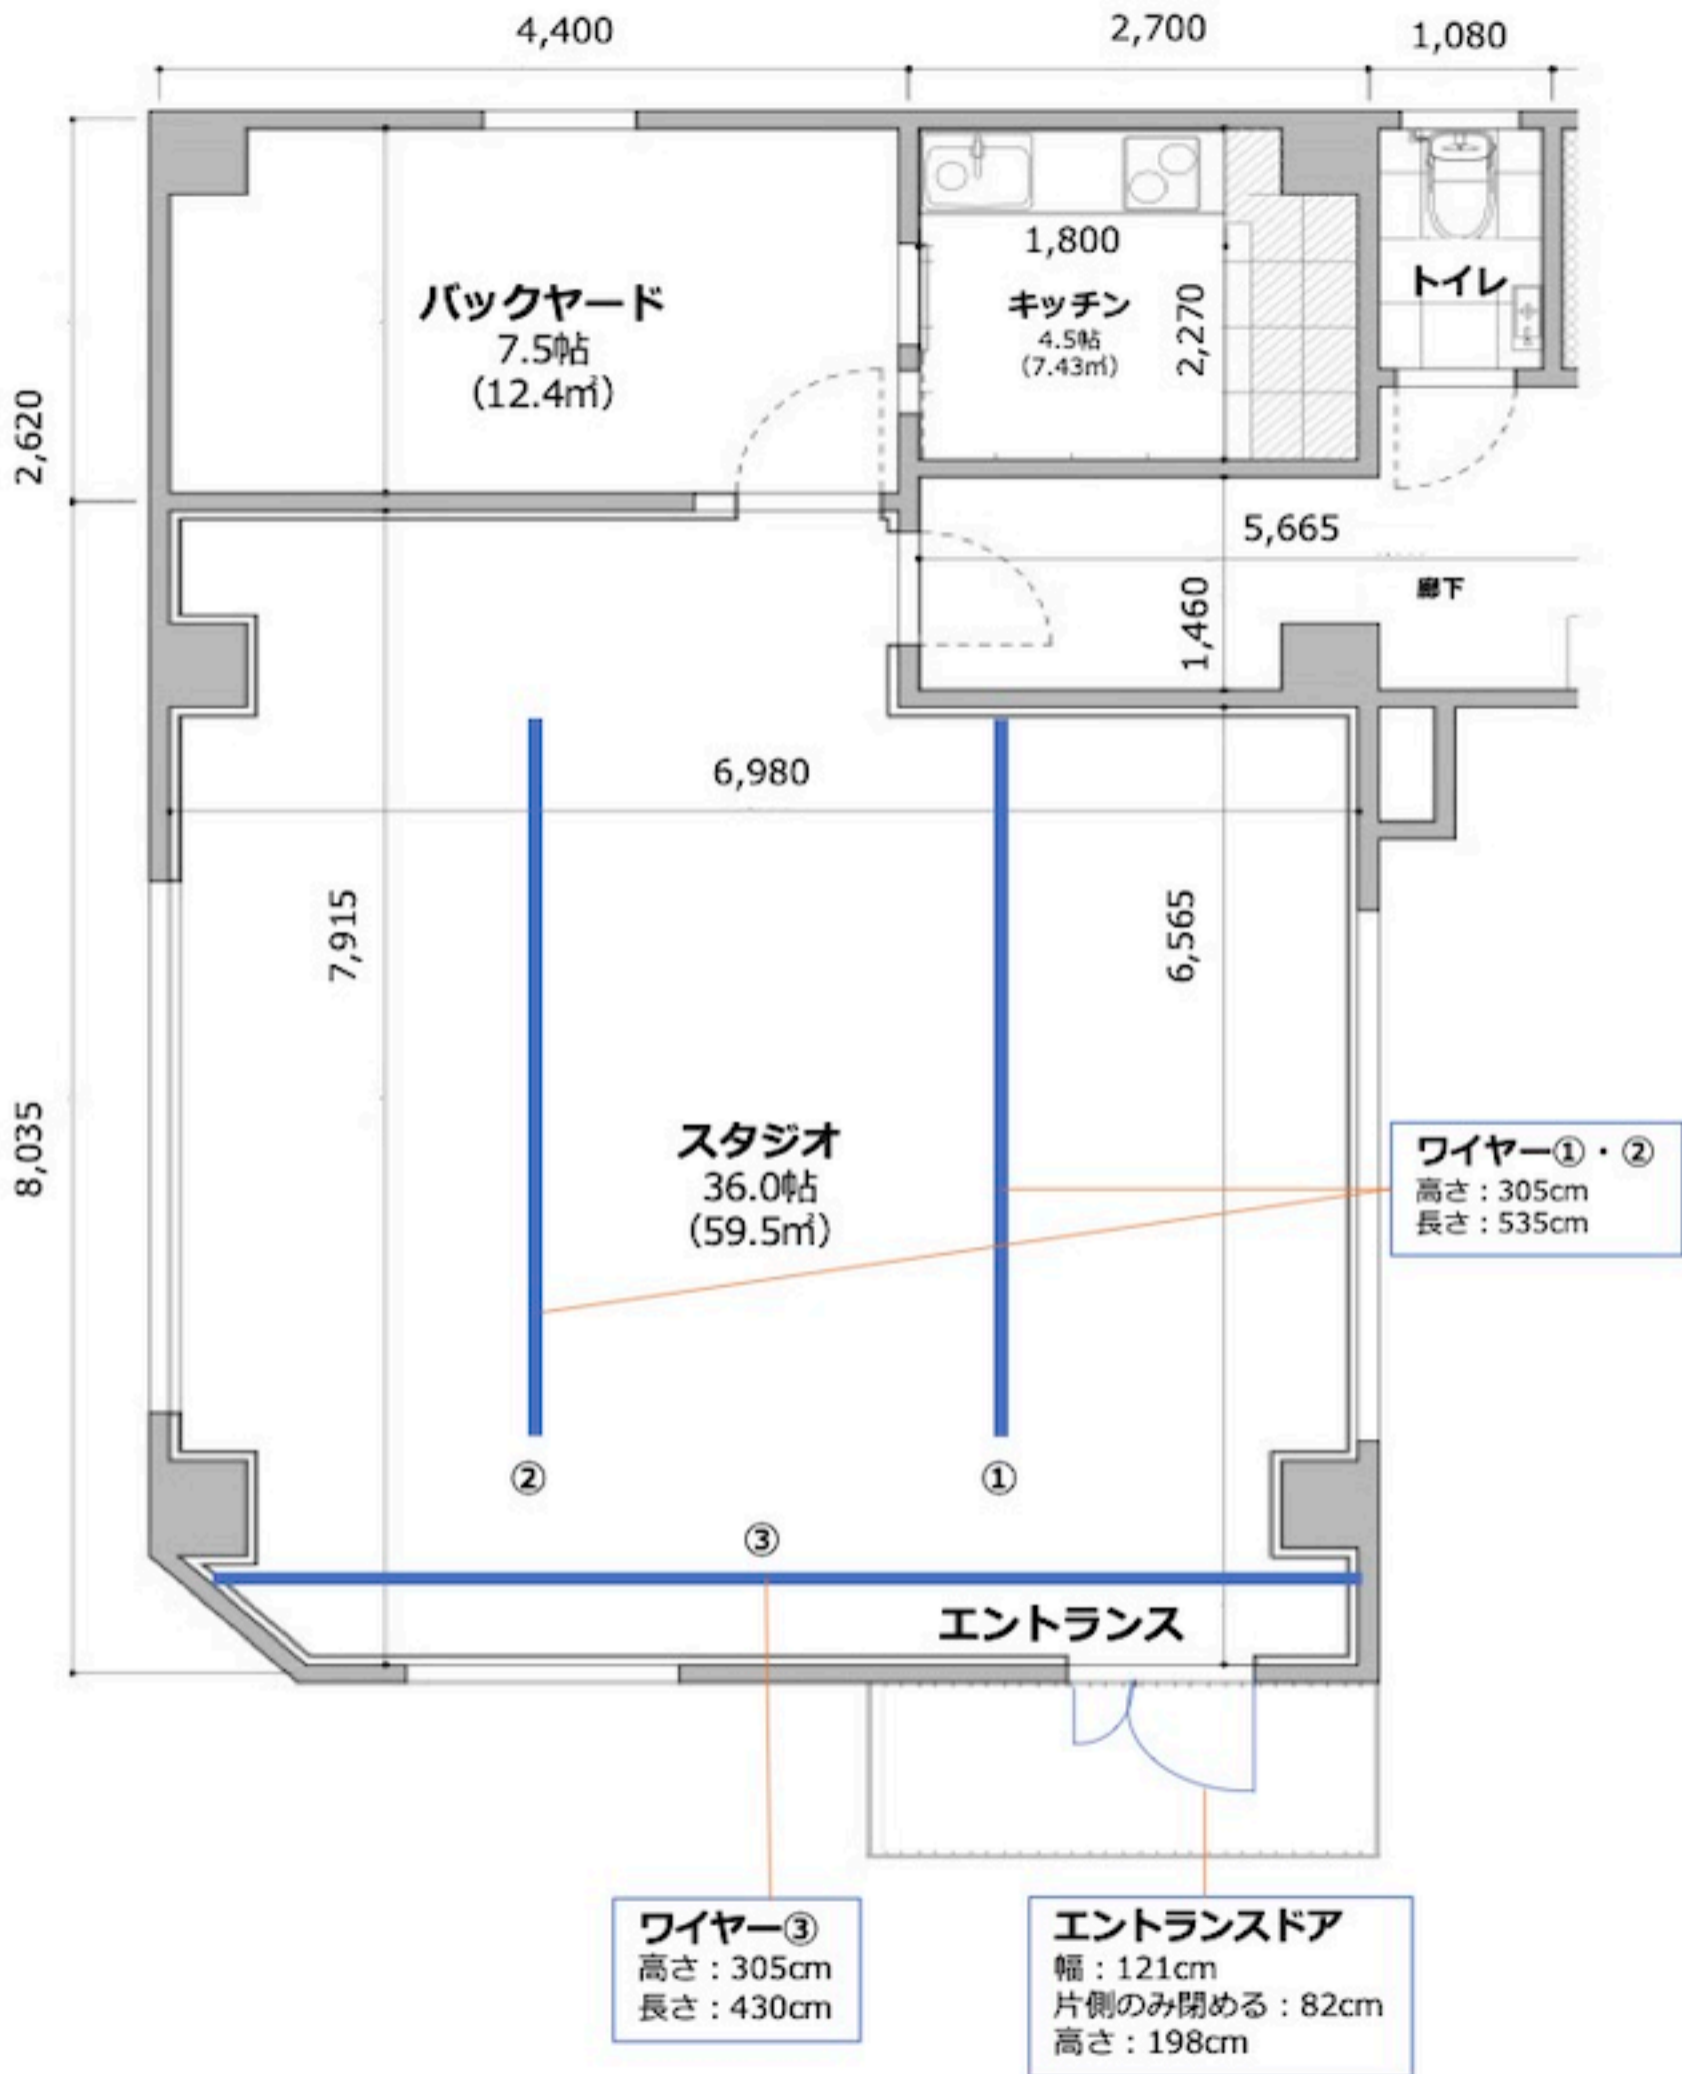 4,400
2,700
1,080
2,620
バックヤード
7.5帖
(12.4㎡)
1,800
キッチン
4.5帖
(7.43㎡)
2,270
トイレ
5,665
廊下
1,460
6,980
7,915
6,565
8,035
スタジオ
36.0帖
(59.5㎡)
ワイヤー①・②
高さ：305cm
長さ：535cm
②
①
③
エントランス
ワイヤー③
高さ：305cm
長さ：430cm
エントランスドア
幅：121cm
片側のみ閉める：82cm
高さ：198cm